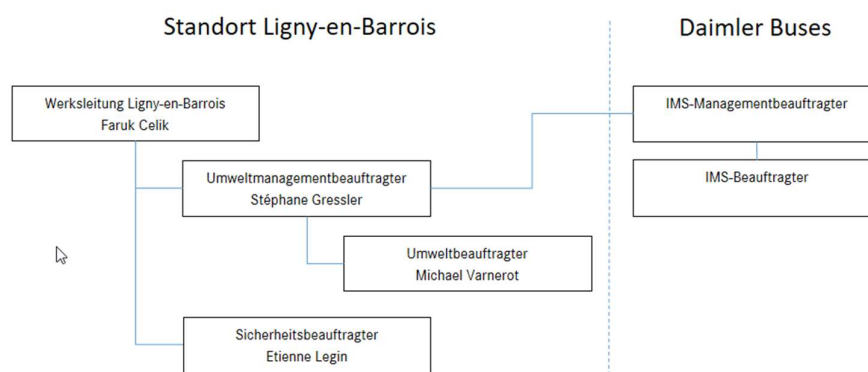 Standort Ligny-en-Barrois
Daimler Buses
Werksleitung Ligny-en-Barrois
Faruk Celik
IMS-Managementbeauftragter
Umweltmanagementbeauftragter
Stéphane Gressler
IMS-Beauftragter
Umweltbeauftragter
Michael Varnerot
Sicherheitsbeauftragter
Etienne Legin